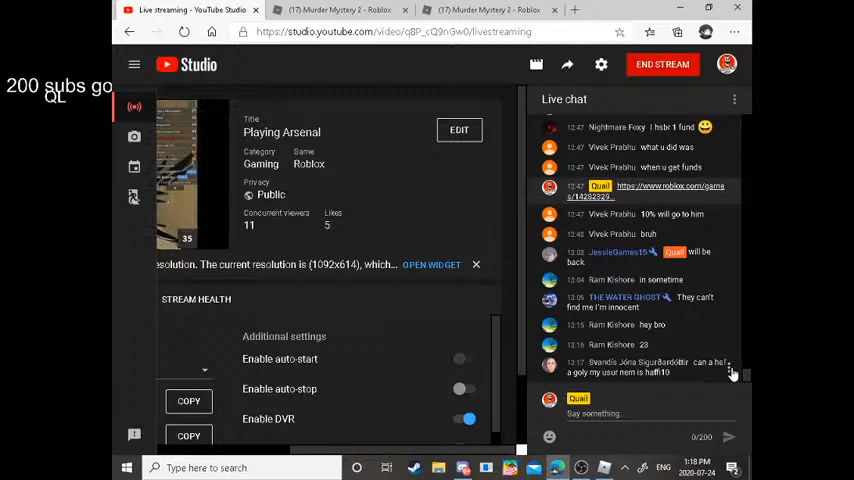 Live streaming - YouTube Studio
(17) Murder Mystery 2 - Roblox
(17) Murder Mystery 2 - Roblox
https://studio.youtube.com/video/q8P_cQ9nGw0/livestreaming
Studio
END STREAM
200 subs go
QL
Title
Playing Arsenal
EDIT
Category
Game
Gaming
Roblox
Privacy
Public
Concurrent viewers
Likes
11
5
35
esolution. The current resolution is (1092x614), which...
OPEN WIDGET
STREAM HEALTH
Additional settings
Enable auto-start
Enable auto-stop
Enable DVR
COPY
COPY
Live chat
12:47 Nightmare Foxy I hsbr 1 fund
12:47 Vivek Prabhu what u did was
12:47 Vivek Prabhu when u get funds
12:47 Quail https://www.roblox.com/game
s/14282929...
12:47 Vivek Prabhu 10% will go to him
12:48 Vivek Prabhu bruh
13:03 JessieGames15 Quail will be
back
13:04 Ram Kishore in sometime
13:06 THE WATER GHOST They can't
find me I'm innocent
13:16 Ram Kishore hey bro
13:16 Ram Kishore 23
13:17 Svandís Jóna Sigurðardóttir can a hef
a goly my usur nem is haffi10
Quail
Say something...
0/200
Type here to search
ENG
1:18 PM
2020-07-24
2